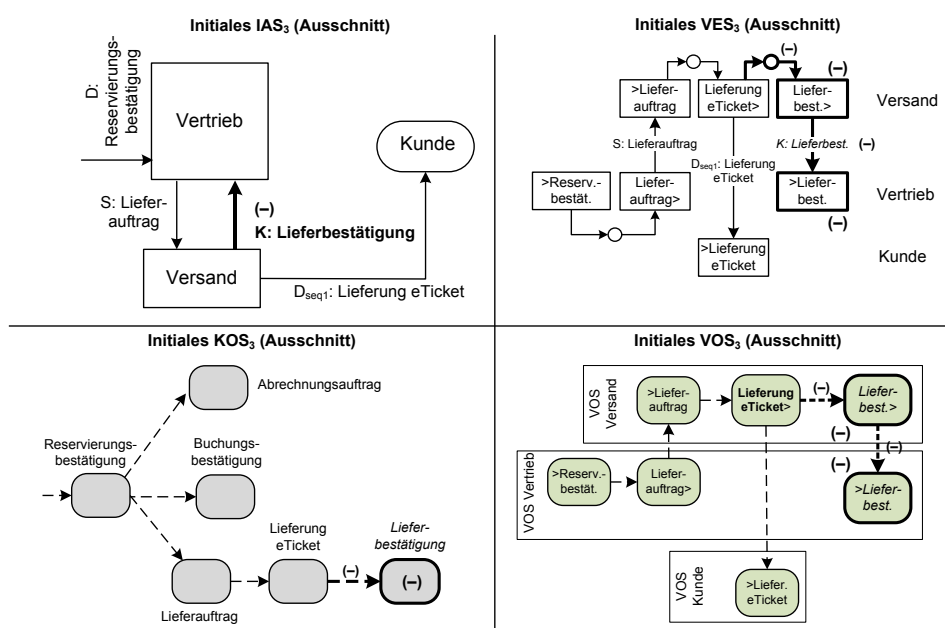 Initiales IAS3 (Ausschnitt)
D:
Reservierungs-
bestätigung
Vertrieb
Kunde
S: Liefer-
auftrag
(–)
K: Lieferbestätigung
Versand
Dseq1: Lieferung eTicket
Initiales VES3 (Ausschnitt)
(–)
>Liefer-
auftrag
Lieferung
eTicket>
(–)
Liefer-
best.>
Versand
S: Lieferauftrag
Dseq1: Lieferung
eTicket
K: Lieferbest.
(–)
>Reserv.-
bestät.
Liefer-
auftrag>
>Liefer-
best.
(–)
Vertrieb
>Lieferung
eTicket
Kunde
Initiales KOS3 (Ausschnitt)
Abrechnungsauftrag
Reservierungs-
bestätigung
Buchungs-
bestätigung
Lieferung
eTicket
Liefer-
bestätigung
(–)
(–)
Lieferauftrag
Initiales VOS3 (Ausschnitt)
VOS
Versand
>Liefer-
auftrag
Lieferung
eTicket>
(–)
Liefer-
best.>
(–)
(–)
VOS Vertrieb
>Reserv.-
bestät.
Liefer-
auftrag>
(–)
>Liefer-
best.
VOS
Kunde
>Liefer.
eTicket